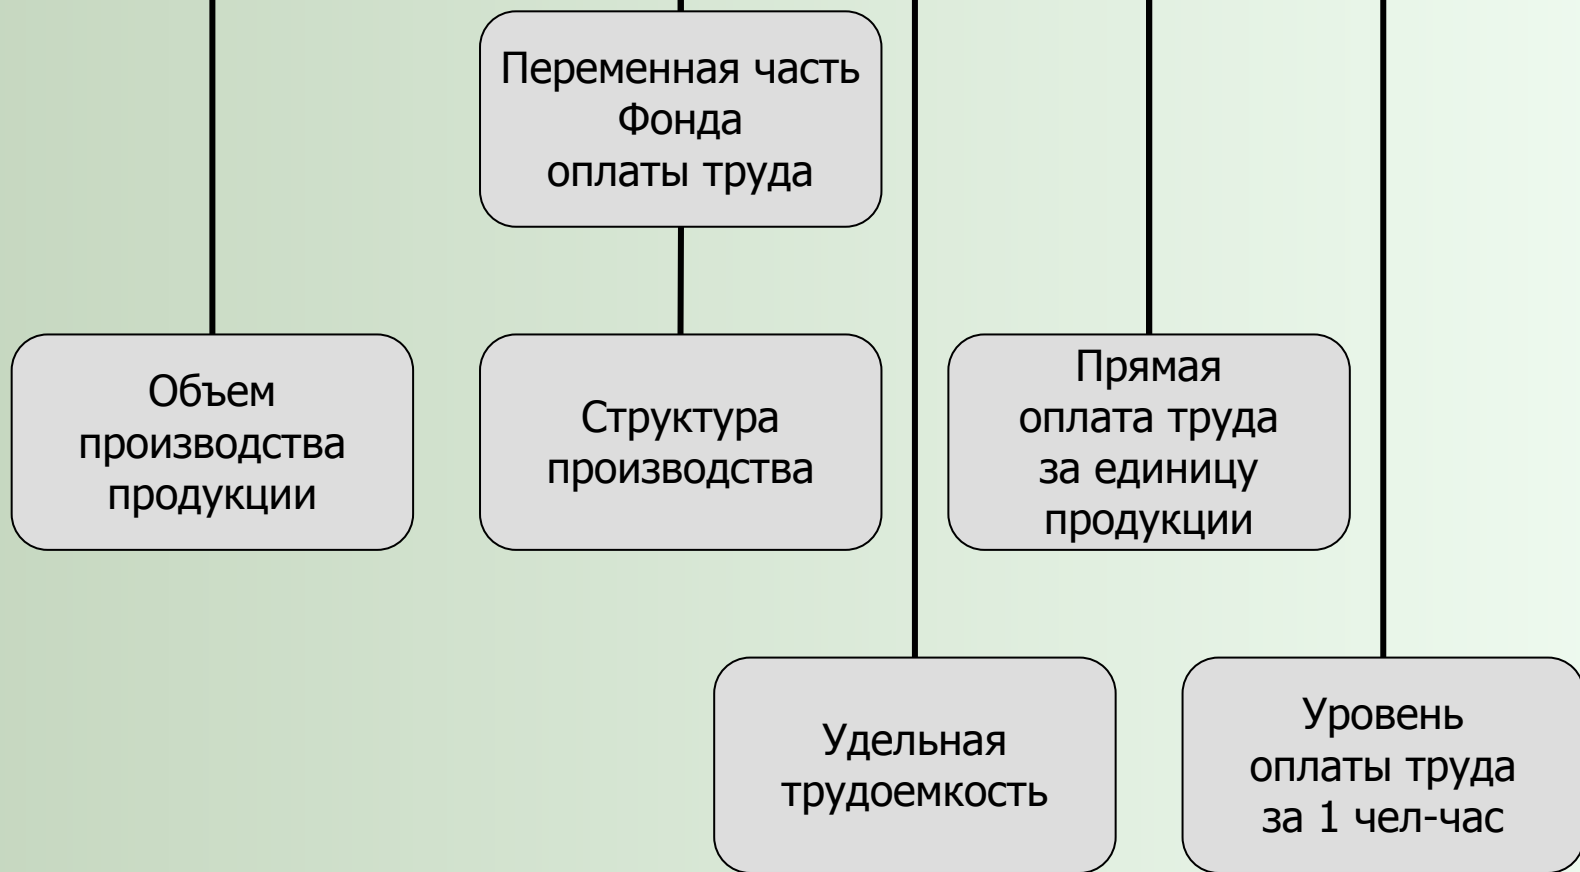 Переменная часть
Фонда
оплаты труда
Объем
производства
продукции
Структура
производства
Прямая
оплата труда
за единицу
продукции
Удельная
трудоемкость
Уровень
оплаты труда
за 1 чел-час